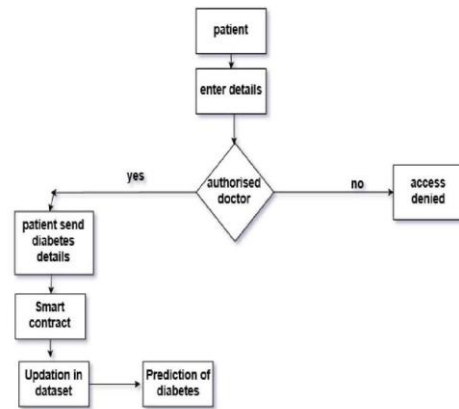 patient
enter details
authorised
doctor
yes
no
access
denied
patient send
diabetes
details
Smart
contract
Updation in
dataset
Prediction of
diabetes